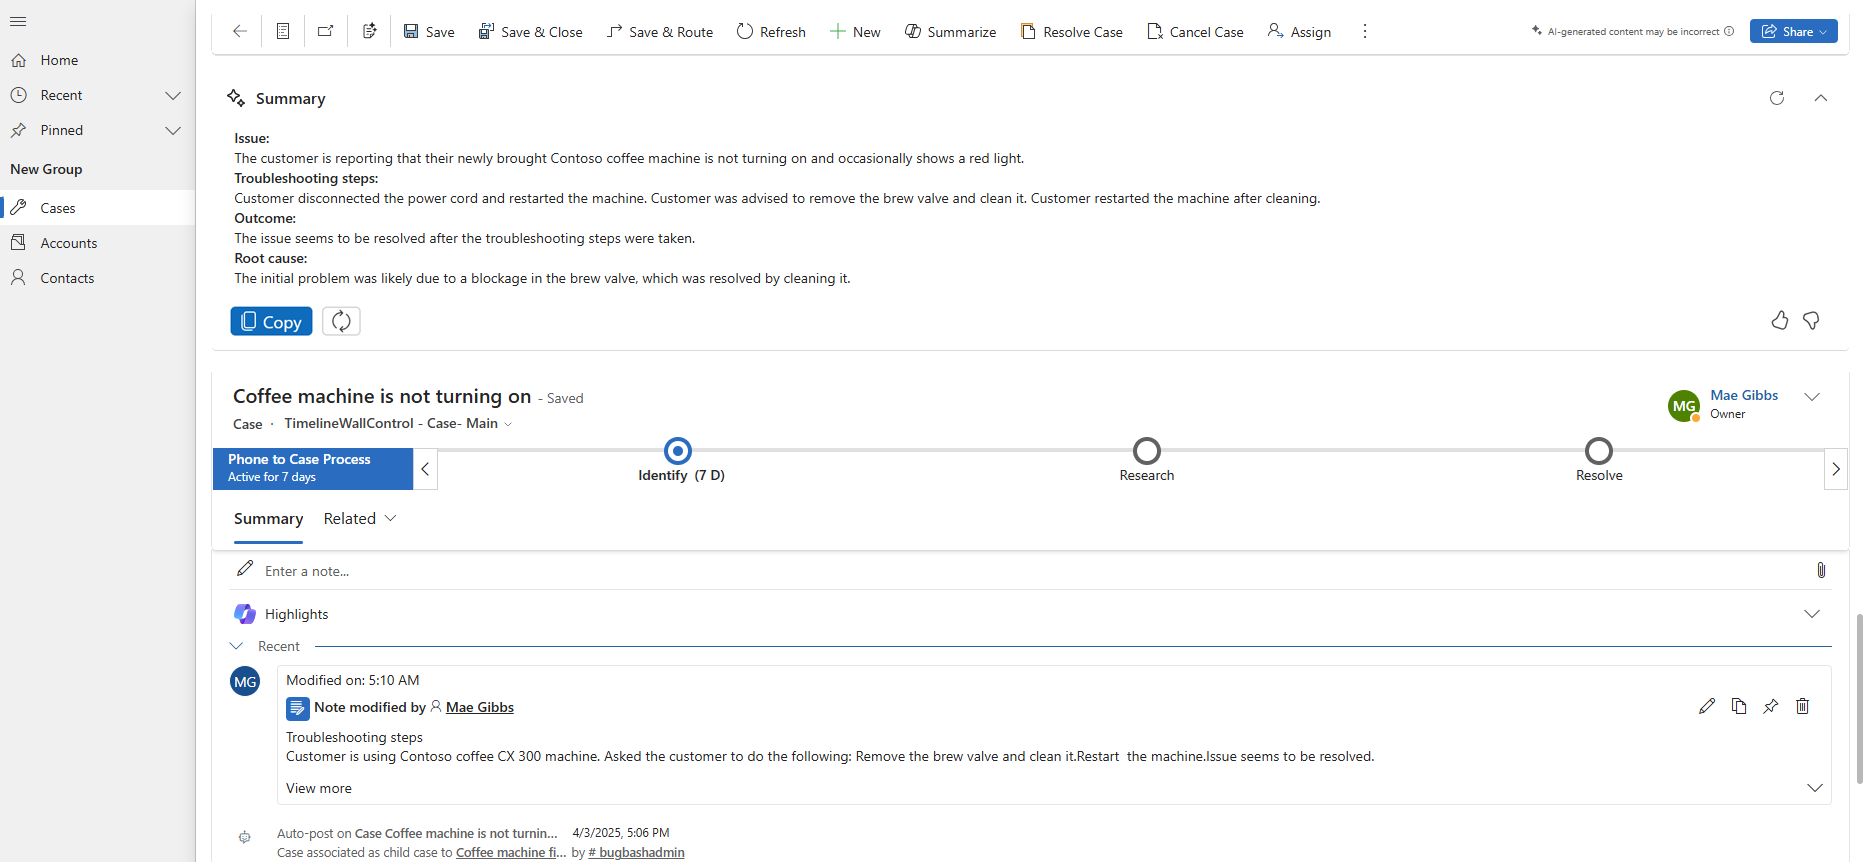 Save
Save & Close
Save & Route
Refresh
New
Summarize
Resolve Case
Cancel Case
Assign
AI-generated content may be incorrect
Share
Home
Recent
Pinned
New Group
Cases
Accounts
Contacts
Summary
Issue:
The customer is reporting that their newly brought Contoso coffee machine is not turning on and occasionally shows a red light.
Troubleshooting steps:
Customer disconnected the power cord and restarted the machine. Customer was advised to remove the brew valve and clean it. Customer restarted the machine after cleaning.
Outcome:
The issue seems to be resolved after the troubleshooting steps were taken.
Root cause:
The initial problem was likely due to a blockage in the brew valve, which was resolved by cleaning it.
Copy
Coffee machine is not turning on - Saved
Case · TimelineWallControl - Case- Main
MG
Mae Gibbs
Owner
Phone to Case Process
Active for 7 days
Identify (7 D)
Research
Resolve
Summary
Related
Enter a note...
Highlights
Recent
MG
Modified on: 5:10 AM
Note modified by Mae Gibbs
Troubleshooting steps
Customer is using Contoso coffee CX 300 machine. Asked the customer to do the following: Remove the brew valve and clean it.Restart  the machine.Issue seems to be resolved.
View more
Auto-post on Case Coffee machine is not turnin... 4/3/2025, 5:06 PM
Case associated as child case to Coffee machine fi... by # bugbashadmin